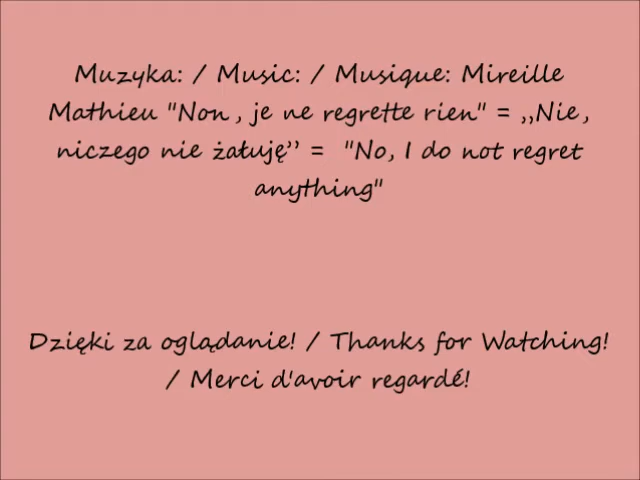 Muzyka: / Music: / Musique: Mireille
Mathieu "Non, je ne regrette rien" = „Nie,
niczego nie żałuję” = "No, I do not regret
anything"
Dzięki za oglądanie! / Thanks for Watching!
/ Merci d'avoir regardé!